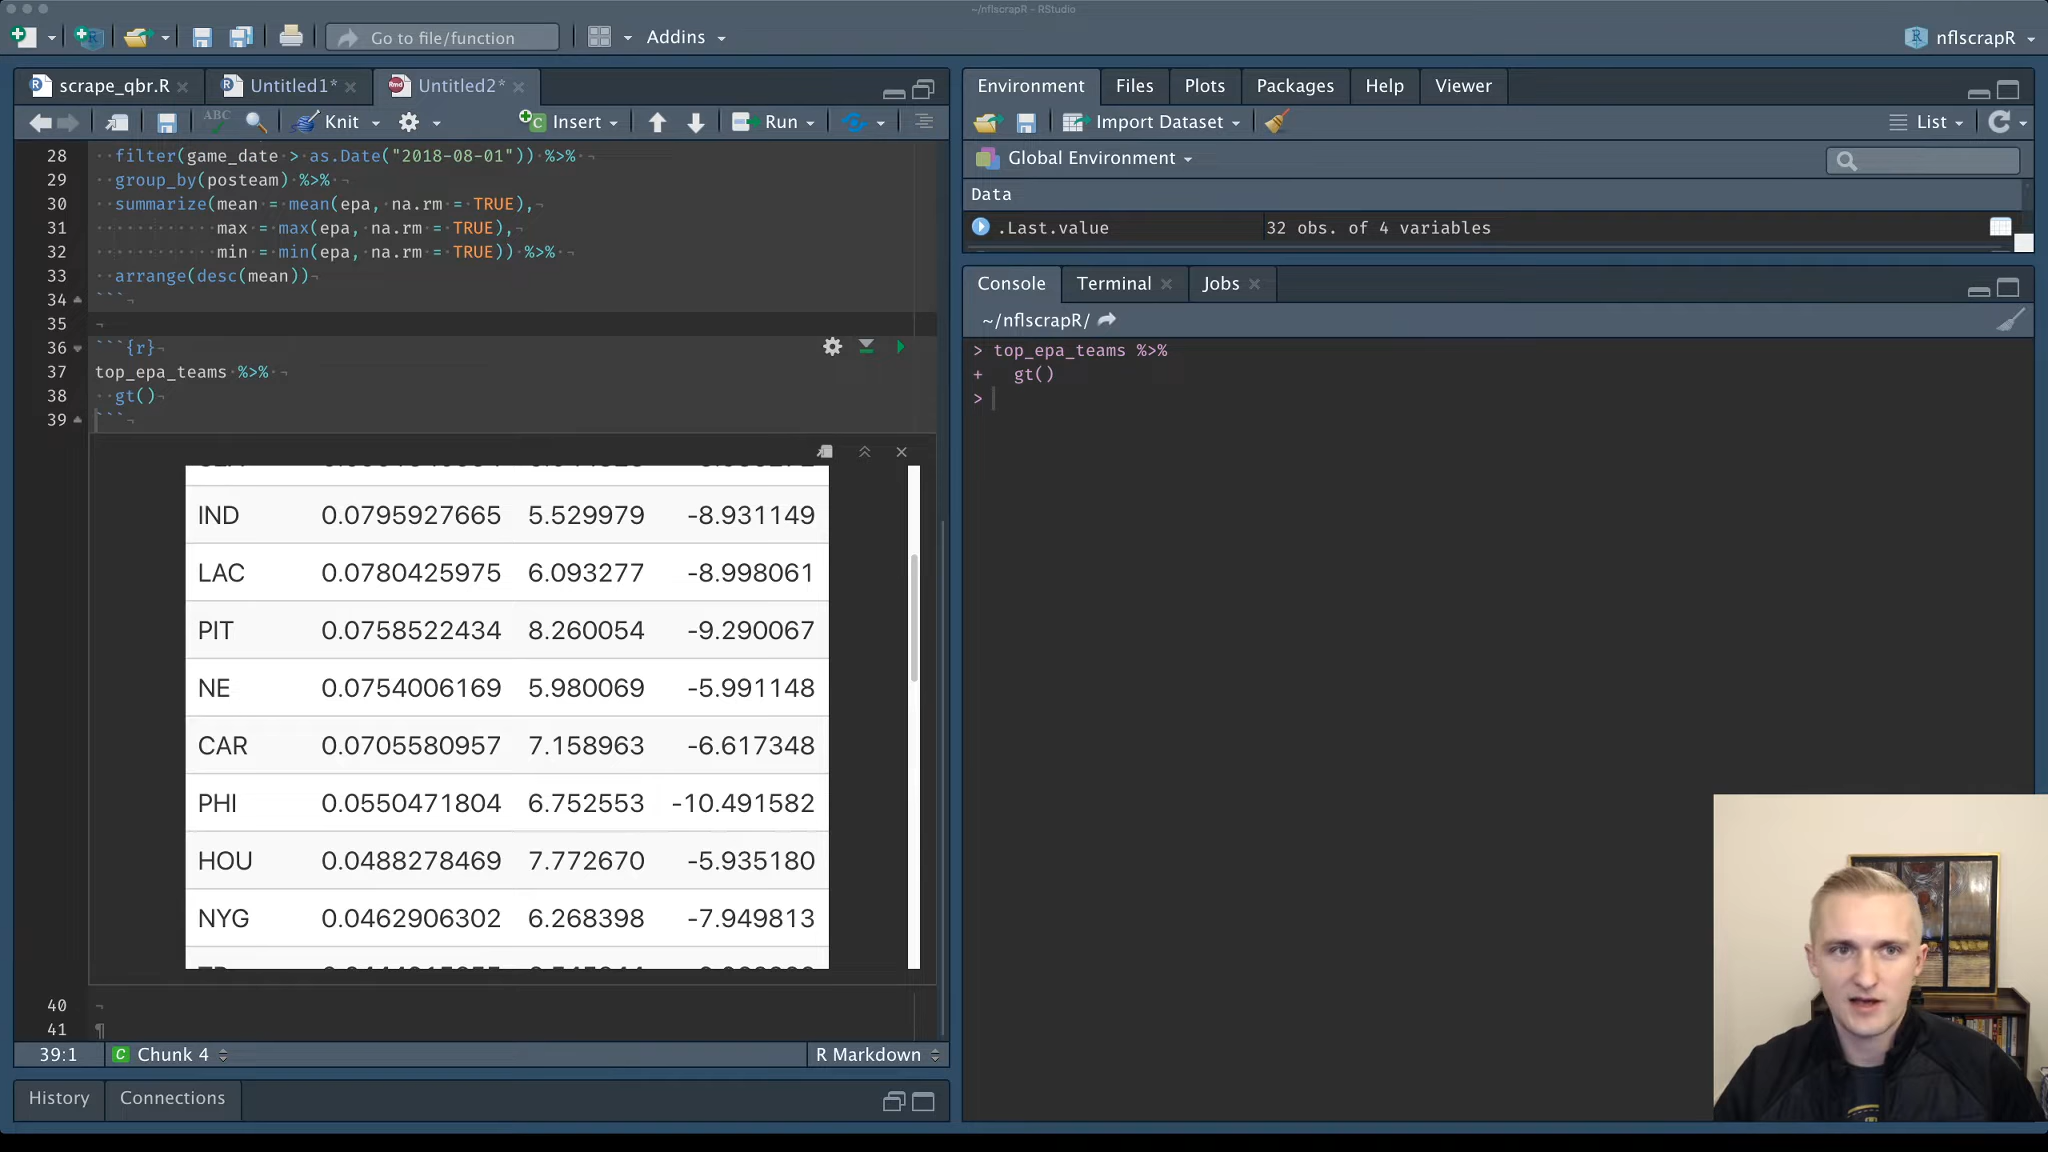 ~/nflscrapR - RStudio
Go to file/function
Addins
nflscrapR
scrape_qbr.R
Untitled1*
Untitled2*
Environment
Files
Plots
Packages
Help
Viewer
ABC
Knit
Insert
Run
Import Dataset
List
Global Environment
Data
.Last.value
32 obs. of 4 variables
28 filter(game_date > as.Date("2018-08-01")) %>%
29 group_by(posteam) %>%
30 summarize(mean = mean(epa, na.rm = TRUE),
31 max = max(epa, na.rm = TRUE),
32 min = min(epa, na.rm = TRUE)) %>%
33 arrange(desc(mean))
34 ```
35
36 ```{r}
37 top_epa_teams %>%
38 gt()
39 ```
IND 0.0795927665 5.529979 -8.931149
LAC 0.0780425975 6.093277 -8.998061
PIT 0.0758522434 8.260054 -9.290067
NE 0.0754006169 5.980069 -5.991148
CAR 0.0705580957 7.158963 -6.617348
PHI 0.0550471804 6.752553 -10.491582
HOU 0.0488278469 7.772670 -5.935180
NYG 0.0462906302 6.268398 -7.949813
40
41
39:1
Chunk 4
R Markdown
History
Connections
Console
Terminal
Jobs
~/nflscrapR/
> top_epa_teams %>%
+ gt()
>